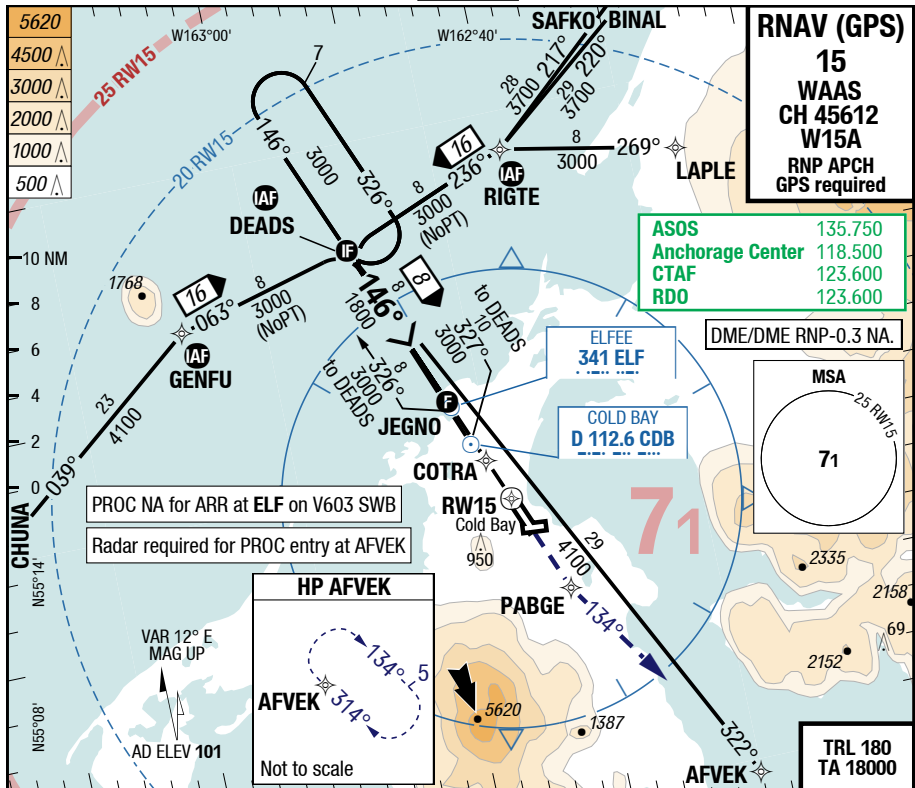 5620
4500
3000
2000
1000
500
25 RW15
W163°00'
W162°40'
7
SAFKO
BINAL
RNAV (GPS)
15
WAAS
CH 45612
W15A
RNP APCH
GPS required
20 RW15
28
3700
217°
29
3700
220°
146°
3000
326°
16
8
3000
(NoPT)
236°
IAF
RIGTE
8
3000
269°
LAPLE
IAF
DEADS
IF
ASOS 135.750
Anchorage Center 118.500
CTAF 123.600
RDO 123.600
10 NM
8
6
4
2
0
1768
16
063°
8
3000
(NoPT)
IAF
GENFU
8
146°
8
1800
to DEADS
10
327°
3000
8
326°
3000
to DEADS
ELFEE
341 ELF
DME/DME RNP-0.3 NA.
MSA
25 RW15
71
F
JEGNO
COLD BAY
D 112.6 CDB
23
4100
039°
CHUNA
COTRA
RW15
Cold Bay
950
71
PROC NA for ARR at ELF on V603 SWB
Radar required for PROC entry at AFVEK
N55°14'
29
4100
PABGE
134°
2335
2158
69
2152
HP AFVEK
134°
5
314°
AFVEK
Not to scale
VAR 12° E
MAG UP
AD ELEV 101
N55°08'
5620
1387
322°
AFVEK
TRL 180
TA 18000